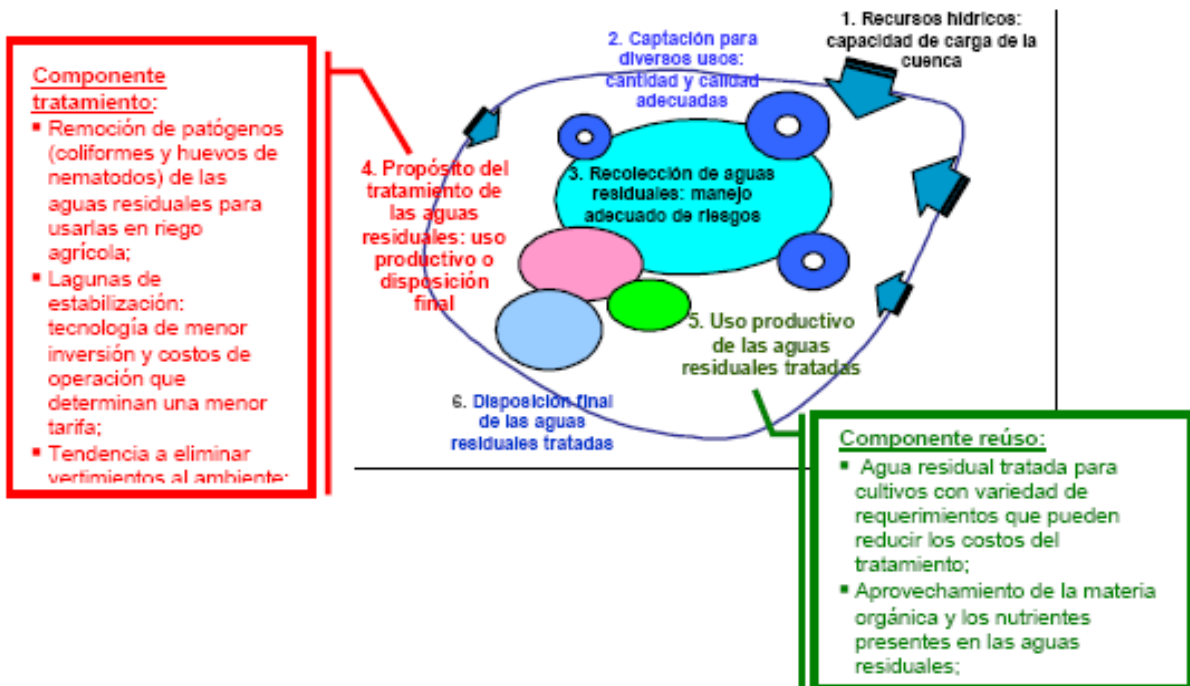 1. Recursos hídricos:
capacidad de carga de la
cuenca
2. Captación para
diversos usos:
cantidad y calidad
adecuadas
3. Recolección de aguas
residuales: manejo
adecuado de riesgos
4. Propósito del
tratamiento de
las aguas
residuales: uso
productivo o
disposición
final
5. Uso productivo
de las aguas
residuales tratadas
6. Disposición final
de las aguas
residuales tratadas
Componente
tratamiento:
▪ Remoción de patógenos
(coliformes y huevos de
nematodos) de las
aguas residuales para
usarlas en riego
agrícola;
▪ Lagunas de
estabilización:
tecnología de menor
inversión y costos de
operación que
determinan una menor
tarifa;
▪ Tendencia a eliminar
vertimientos al ambiente;
Componente reúso:
▪ Agua residual tratada para
cultivos con variedad de
requerimientos que pueden
reducir los costos del
tratamiento;
▪ Aprovechamiento de la materia
orgánica y los nutrientes
presentes en las aguas
residuales;